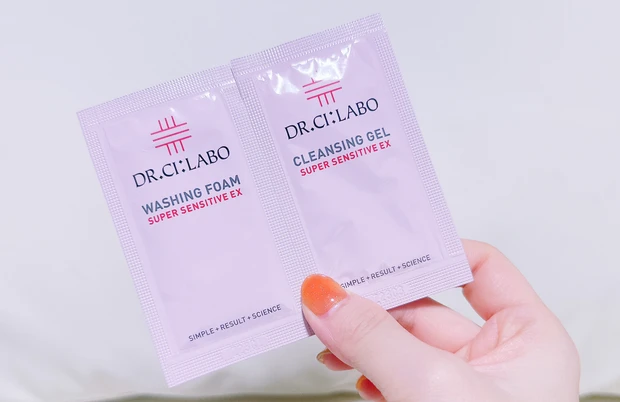 DR.CI:LABO
WASHING FOAM
SUPER SENSITIVE EX
SIMPLE+RESULT+SCIENCE
DR.CI:LABO
CLEANSING GEL
SUPER SENSITIVE EX
SIMPLE+RESULT+SCIENCE